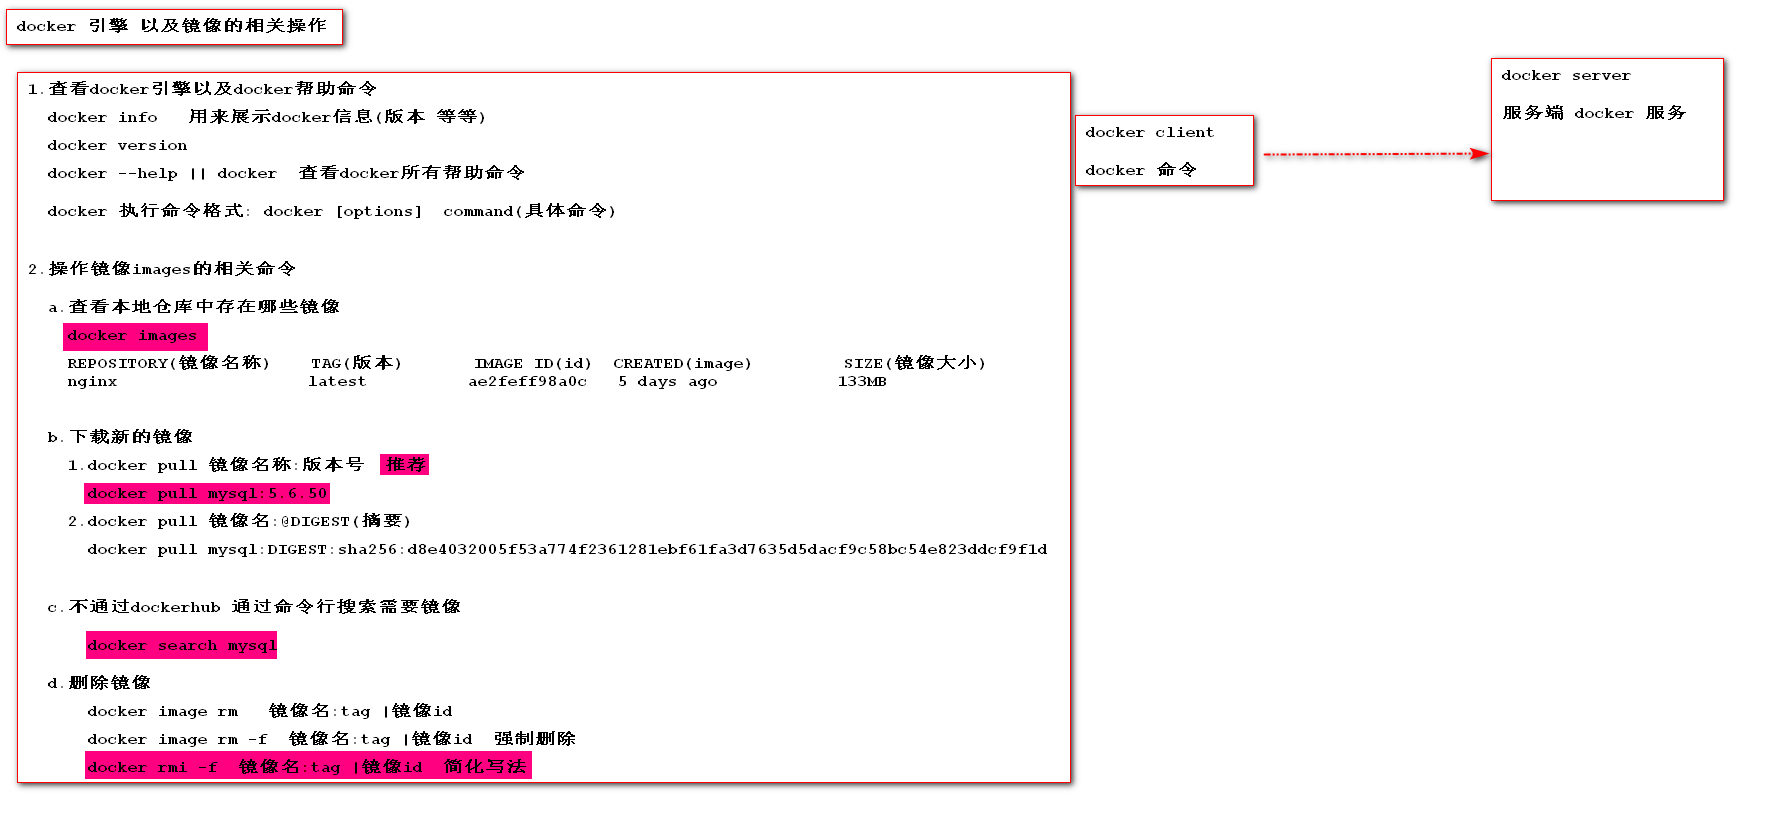 docker 引擎 以及镜像的相关操作
1.查看docker引擎以及docker帮助命令
docker info 用来展示docker信息(版本 等等)
docker version
docker --help || docker 查看docker所有帮助命令
docker 执行命令格式: docker [options] command(具体命令)
2.操作镜像images的相关命令
a.查看本地仓库中存在哪些镜像
docker images
REPOSITORY(镜像名称) TAG(版本) IMAGE ID(id) CREATED(image) SIZE(镜像大小)
nginx latest ae2feff98a0c 5 days ago 133MB
b.下载新的镜像
1.docker pull 镜像名称:版本号 推荐
docker pull mysql:5.6.50
2.docker pull 镜像名:@DIGEST(摘要)
docker pull mysql:DIGEST:sha256:d8e4032005f53a774f2361281ebf61fa3d7635d5dacf9c58bc54e823ddcf9f1d
c.不通过dockerhub 通过命令行搜索需要镜像
docker search mysql
d.删除镜像
docker image rm 镜像名:tag |镜像id
docker image rm -f 镜像名:tag |镜像id 强制删除
docker rmi -f 镜像名:tag |镜像id 简化写法
docker client
docker 命令
docker server
服务端 docker 服务